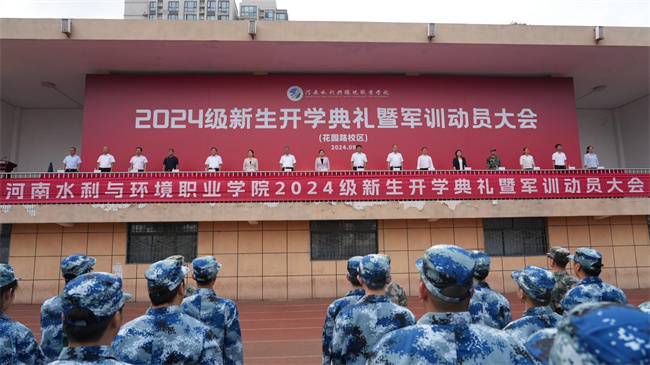 河南水利与环境职业学院
2024级新生开学典礼暨军训动员大会
(花园路校区)
2024.09
河南水利与环境职业学院2024级新生开学典礼暨军训动员大会